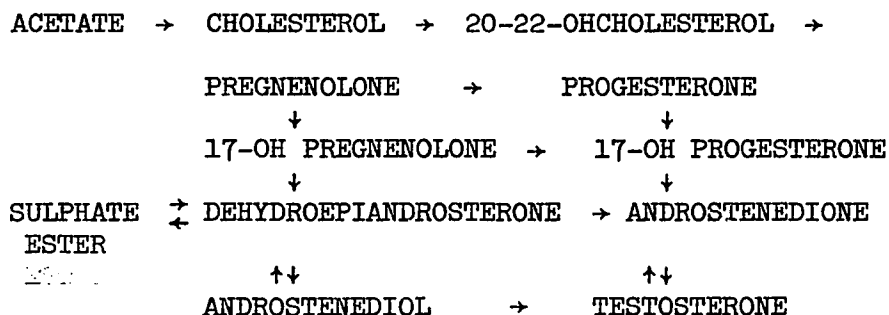 ACETATE → CHOLESTEROL → 20-22-OHCHOLESTEROL →
PREGNENOLONE → PROGESTERONE
↓ ↓
17-OH PREGNENOLONE → 17-OH PROGESTERONE
↓ ↓
SULPHATE ⇄ DEHYDROEPIANDROSTERONE → ANDROSTENEDIONE
ESTER
↑↓ ↑↓
ANDROSTENEDIOL → TESTOSTERONE